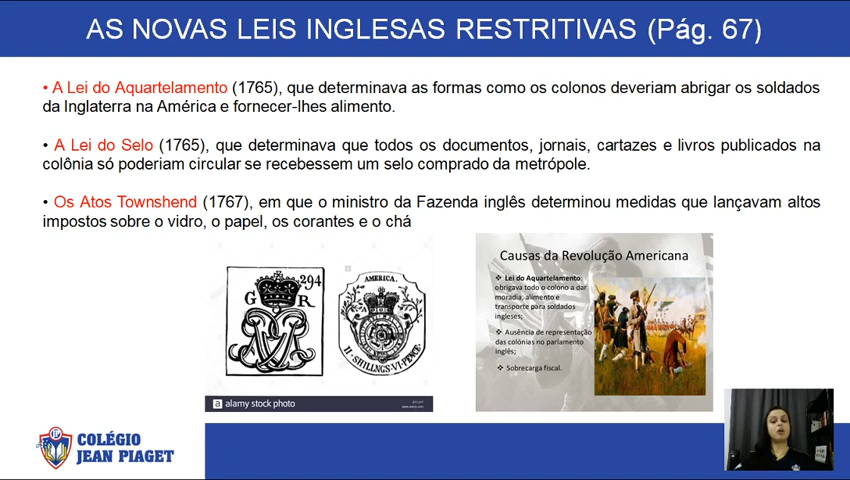 AS NOVAS LEIS INGLESAS RESTRITIVAS (Pág. 67)
• A Lei do Aquartelamento (1765), que determinava as formas como os colonos deveriam abrigar os soldados
da Inglaterra na América e fornecer-lhes alimento.
• A Lei do Selo (1765), que determinava que todos os documentos, jornais, cartazes e livros publicados na
colônia só poderiam circular se recebessem um selo comprado da metrópole.
• Os Atos Townshend (1767), em que o ministro da Fazenda inglês determinou medidas que lançavam altos
impostos sobre o vidro, o papel, os corantes e o chá
294
G R
AMERICA.
II·SHILLINGS·VI·PENCE.
a alamy stock photo
Causas da Revolução Americana
❖ Lei do Aquartelamento:
obrigava todo o colono a dar
moradia, alimento e
transporte para soldados
ingleses;
❖ Ausência de representação
das colónias no parlamento
inglês;
❖ Sobrecarga fiscal.
COLÉGIO
JEAN PIAGET